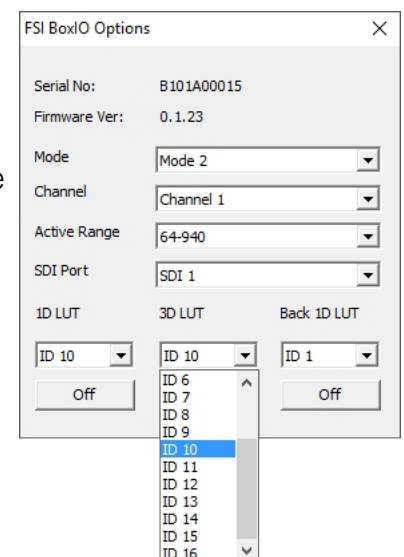 FSI BoxIO Options
Serial No: B101A00015
Firmware Ver: 0.1.23
Mode Mode 2
e
Channel Channel 1
Active Range 64-940
SDI Port SDI 1
1D LUT 3D LUT Back 1D LUT
ID 10 ID 10 ID 1
Off Off
ID 6
ID 7
ID 8
ID 9
ID 10
ID 11
ID 12
ID 13
ID 14
ID 15
ID 16